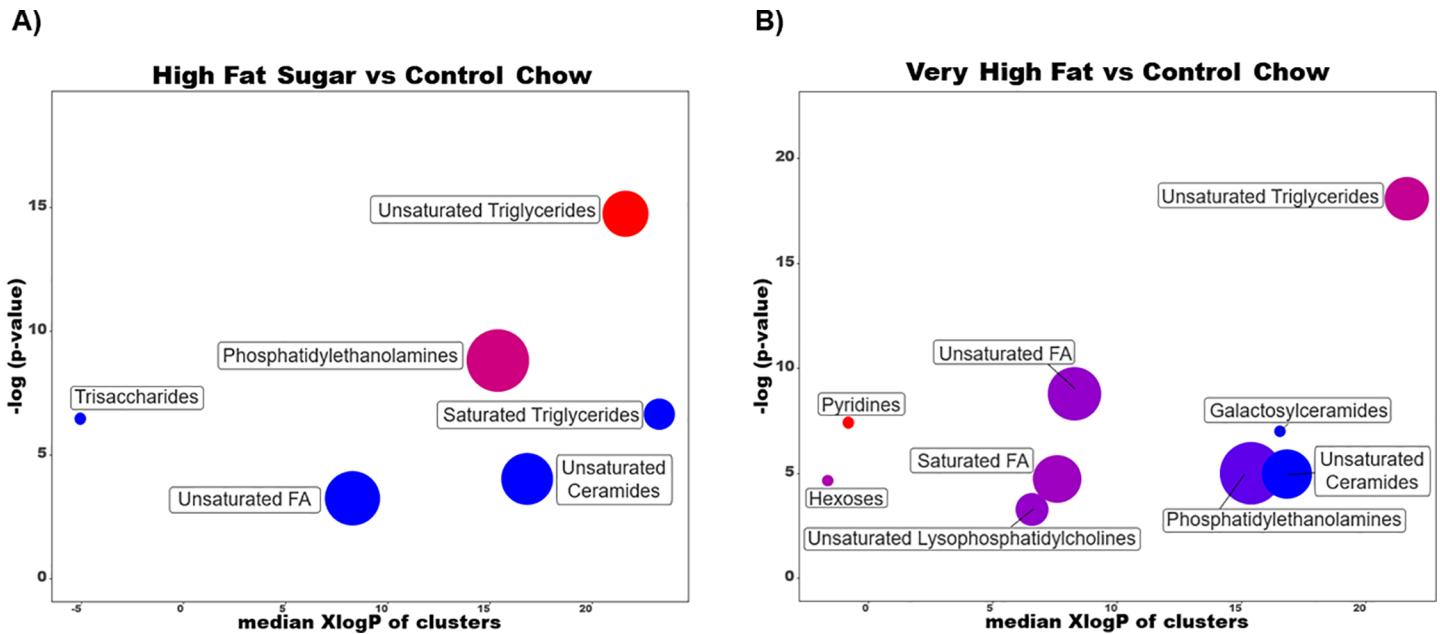 A)
High Fat Sugar vs Control Chow
-log (p-value)
15
10
5
0
Unsaturated Triglycerides
Phosphatidylethanolamines
Trisaccharides
Saturated Triglycerides
Unsaturated
Ceramides
Unsaturated FA
-5
0
5
10
15
20
median XlogP of clusters
B)
Very High Fat vs Control Chow
-log (p-value)
20
15
10
5
0
Unsaturated Triglycerides
Unsaturated FA
Pyridines
Galactosylceramides
Saturated FA
Unsaturated
Ceramides
Hexoses
Phosphatidylethanolamines
Unsaturated Lysophosphatidylcholines
0
5
10
15
20
median XlogP of clusters